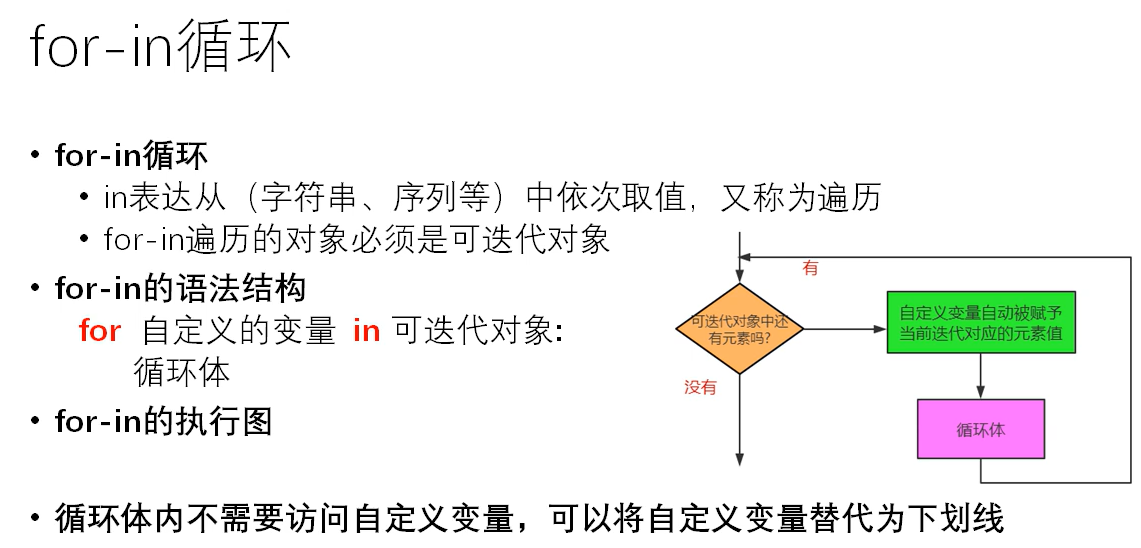 for-in循环
• for-in循环
• in表达从（字符串、序列等）中依次取值，又称为遍历
• for-in遍历的对象必须是可迭代对象
• for-in的语法结构
for 自定义的变量 in 可迭代对象:
循环体
• for-in的执行图
有
可迭代对象中还
有元素吗?
没有
自定义变量自动被赋予
当前迭代对应的元素值
循环体
• 循环体内不需要访问自定义变量，可以将自定义变量替代为下划线